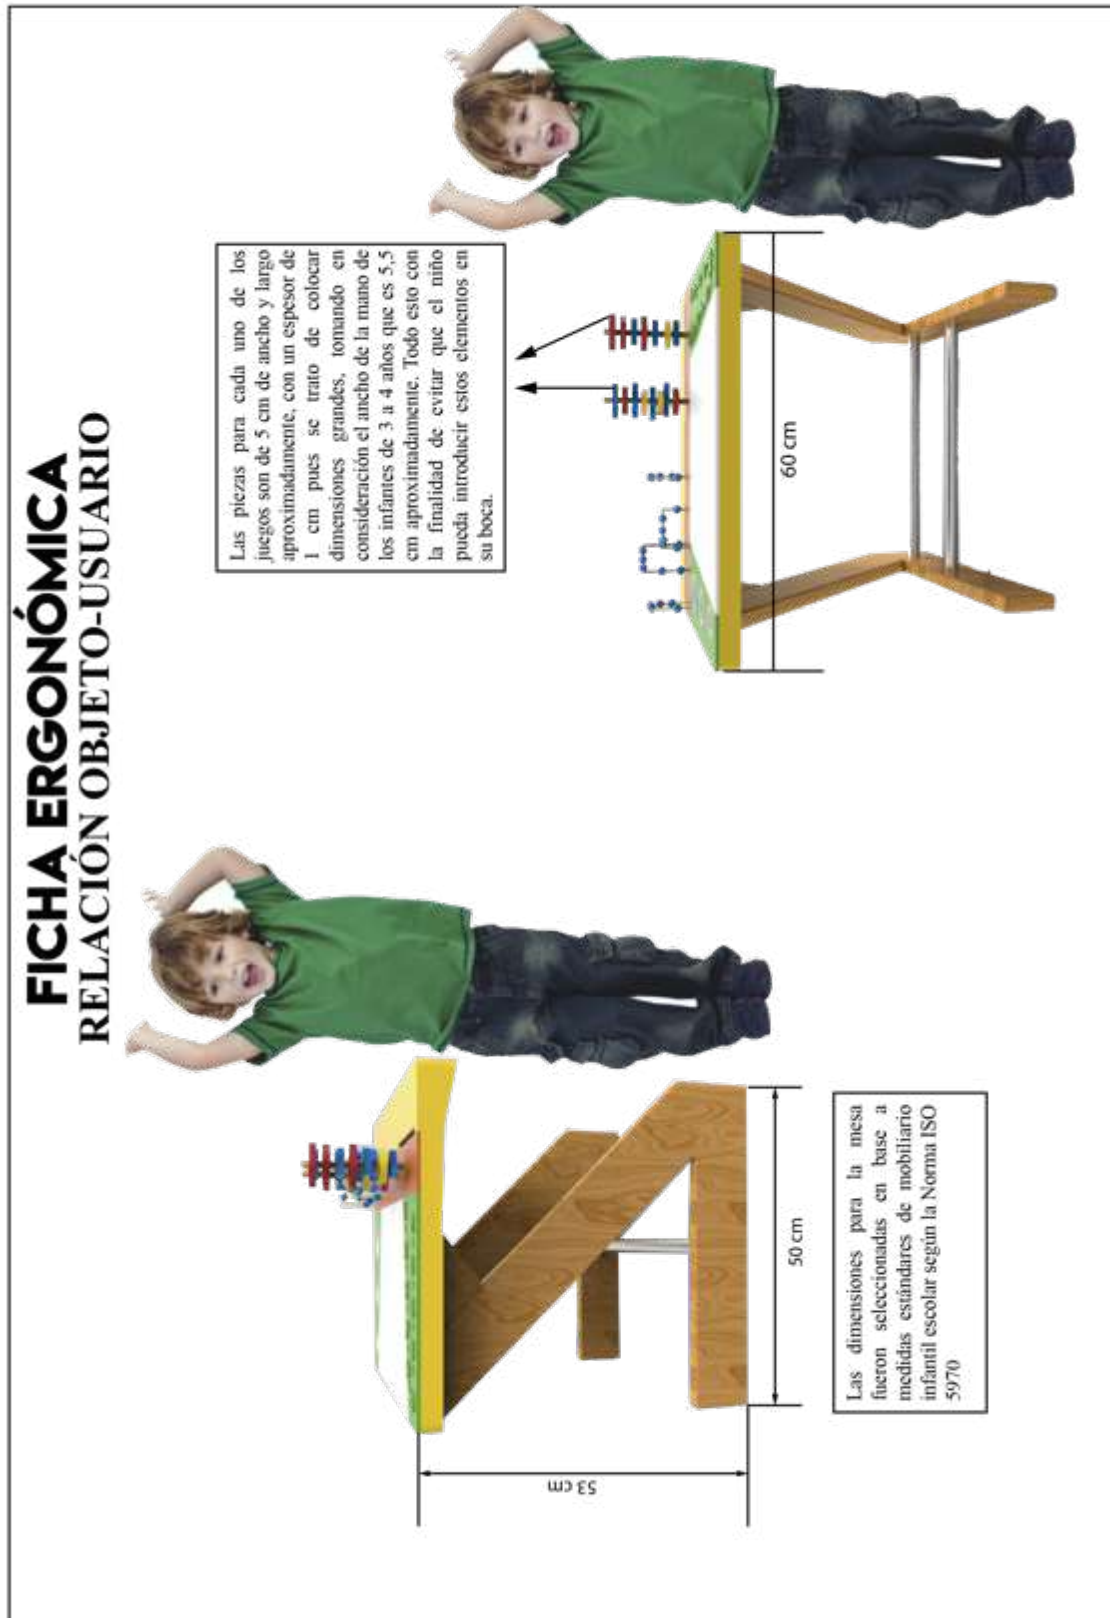 FICHA ERGONÓMICA
RELACIÓN OBJETO-USUARIO
Las piezas para cada uno de los
juegos son de 5 cm de ancho y largo
aproximadamente, con un espesor de
1 cm pues se trato de colocar
dimensiones grandes, tomando en
consideración el ancho de la mano de
los infantes de 3 a 4 años que es 5,5
cm aproximadamente. Todo esto con
la finalidad de evitar que el niño
pueda introducir estos elementos en
su boca.
53 cm
50 cm
60 cm
Las dimensiones para la mesa
fueron seleccionadas en base a
medidas estándares de mobiliario
infantil escolar según la Norma ISO
5970